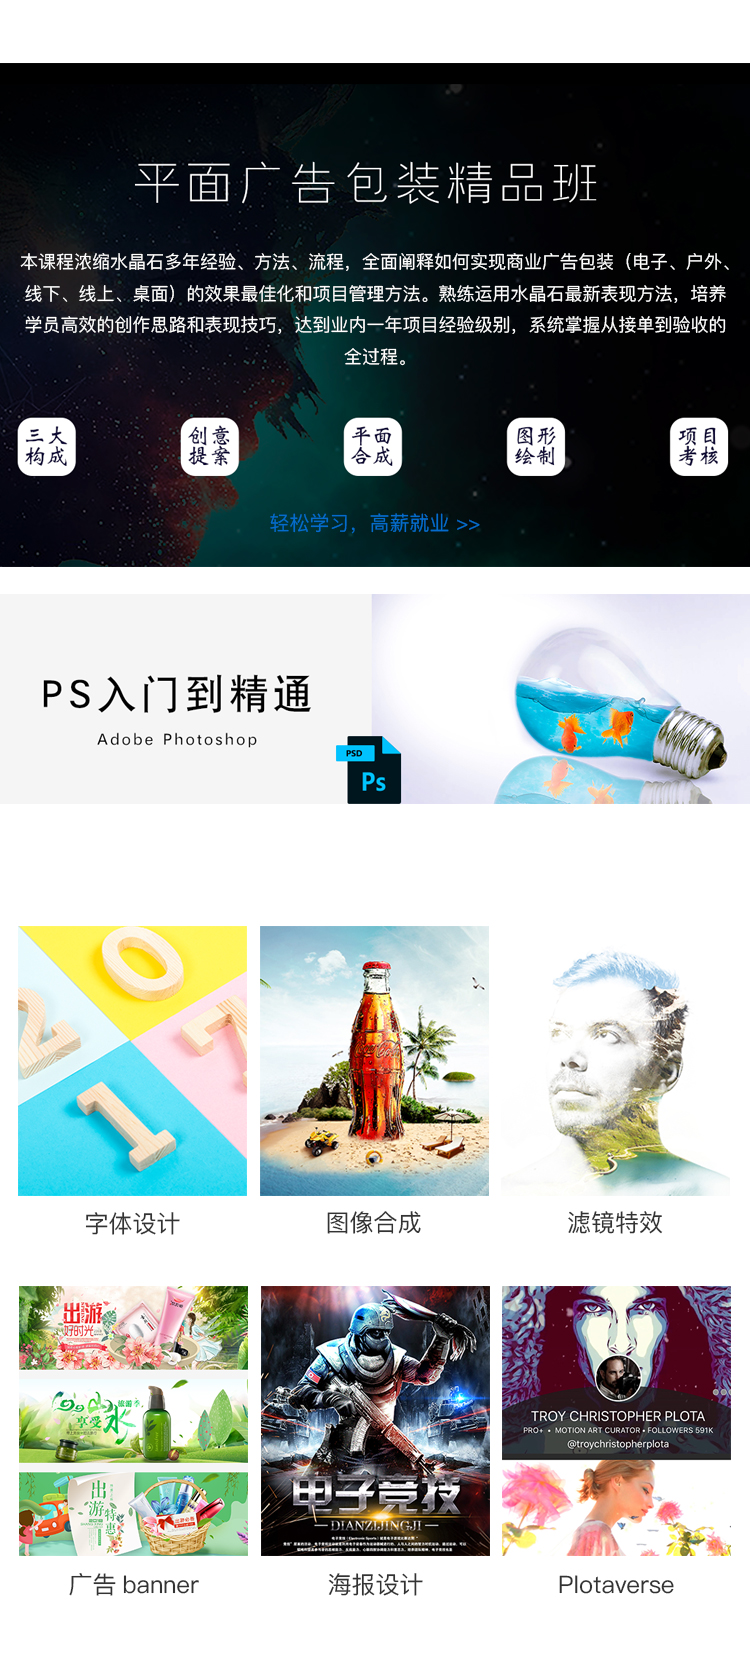 平面广告包装精品班
本课程浓缩水晶石多年经验、方法、流程，全面阐释如何实现商业广告包装（电子、户外、
线下、线上、桌面）的效果最佳化和项目管理方法。熟练运用水晶石最新表现方法，培养
学员高效的创作思路和表现技巧，达到业内一年项目经验级别，系统掌握从接单到验收的
全过程。
三大
构成
创意
提案
平面
合成
图形
绘制
项目
考核
轻松学习，高薪就业 >>
PS入门到精通
Adobe Photoshop
PSD
Ps
2
0
1
7
字体设计
图像合成
滤镜特效
出游
好时光
享受
山水
旅游季
出游
特惠
电子竞技
DIANZIJINGJI
TROY CHRISTOPHER PLOTA
PRO+ • MOTION ART CURATOR • FOLLOWERS 591K
@troychristopherplota
广告 banner
海报设计
Plotaverse